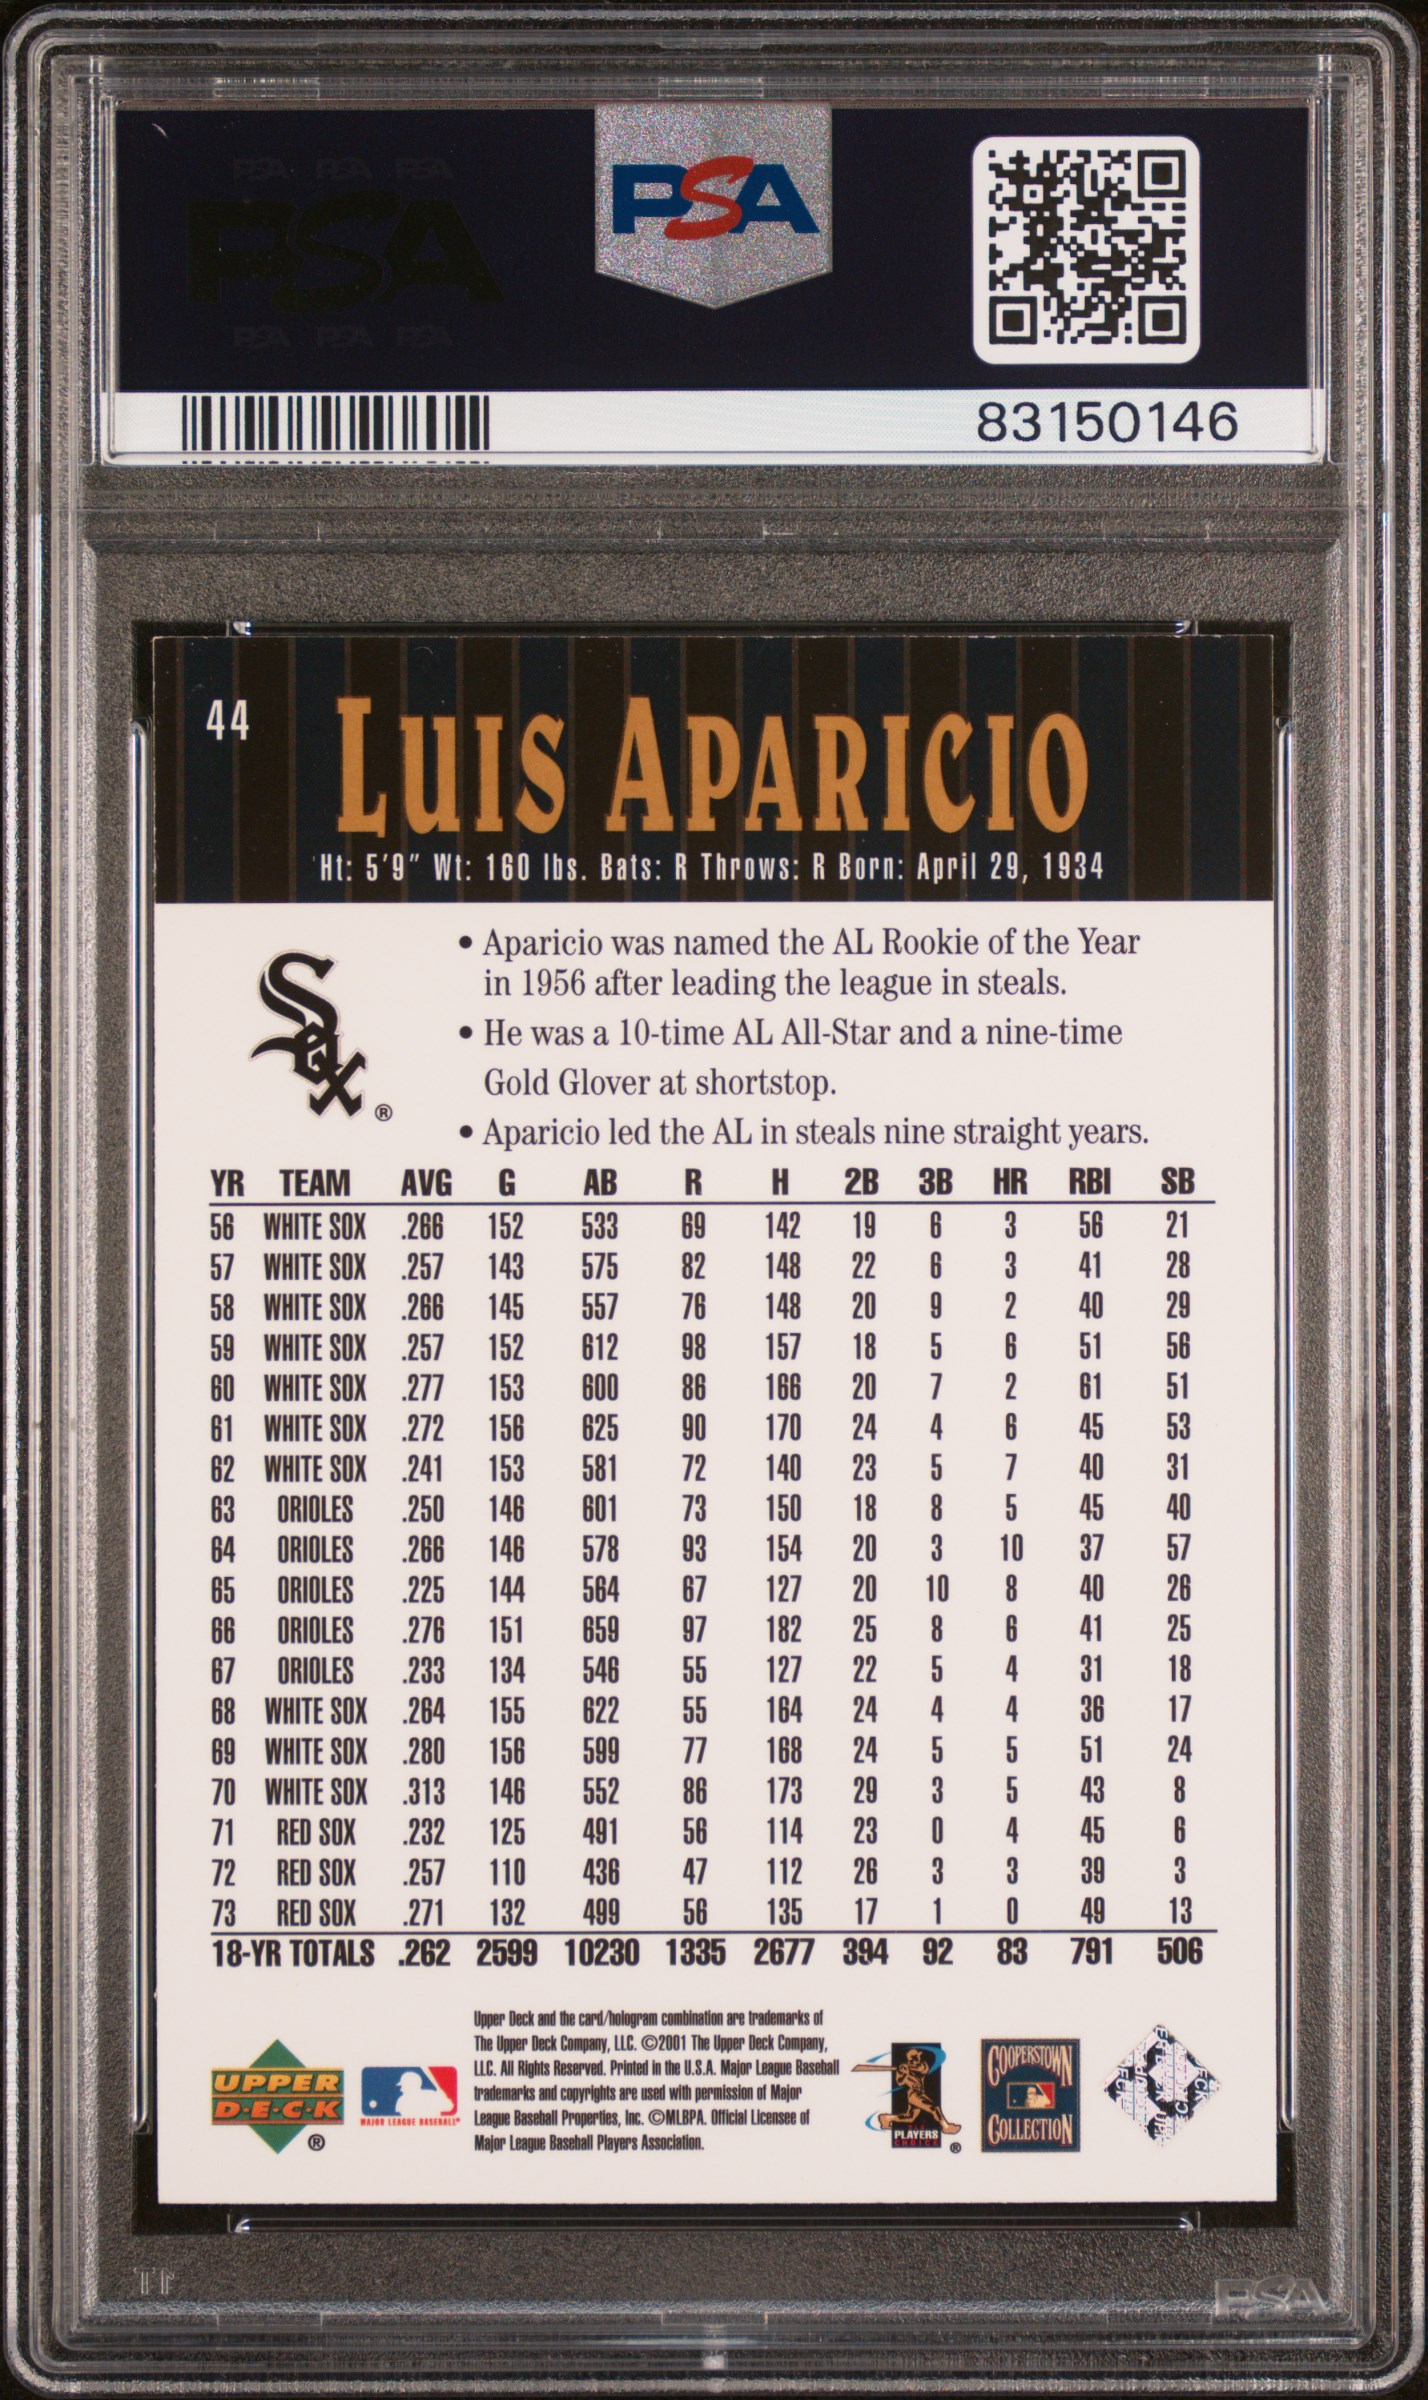 PSA PSA PSA
PSA
PSA PSA PSA
PSA
83150146
44
LUIS APARICIO
Ht: 5'9" Wt: 160 lbs. Bats: R Throws: R Born: April 29, 1934
Sox
®
• Aparicio was named the AL Rookie of the Year
in 1956 after leading the league in steals.
• He was a 10-time AL All-Star and a nine-time
Gold Glover at shortstop.
• Aparicio led the AL in steals nine straight years.
YR TEAM AVG G AB R H 2B 3B HR RBI SB
56 WHITE SOX .266 152 533 69 142 19 6 3 56 21
57 WHITE SOX .257 143 575 82 148 22 6 3 41 28
58 WHITE SOX .266 145 557 76 148 20 9 2 40 29
59 WHITE SOX .257 152 612 98 157 18 5 6 51 56
60 WHITE SOX .277 153 600 86 166 20 7 2 61 51
61 WHITE SOX .272 156 625 90 170 24 4 6 45 53
62 WHITE SOX .241 153 581 72 140 23 5 7 40 31
63 ORIOLES .250 146 601 73 150 18 8 5 45 40
64 ORIOLES .266 146 578 93 154 20 3 10 37 57
65 ORIOLES .225 144 564 67 127 20 10 8 40 26
66 ORIOLES .276 151 659 97 182 25 8 6 41 25
67 ORIOLES .233 134 546 55 127 22 5 4 31 18
68 WHITE SOX .264 155 622 55 164 24 4 4 36 17
69 WHITE SOX .280 156 599 77 168 24 5 5 51 24
70 WHITE SOX .313 146 552 86 173 29 3 5 43 8
71 RED SOX .232 125 491 56 114 23 0 4 45 6
72 RED SOX .257 110 436 47 112 26 3 3 39 3
73 RED SOX .271 132 499 56 135 17 1 0 49 13
18-YR TOTALS .262 2599 10230 1335 2677 394 92 83 791 506
Upper Deck and the card/hologram combination are trademarks of
The Upper Deck Company, LLC. ©2001 The Upper Deck Company,
LLC. All Rights Reserved. Printed in the U.S.A. Major League Baseball
trademarks and copyrights are used with permission of Major
League Baseball Properties, Inc. ©MLBPA. Official Licensee of
Major League Baseball Players Association.
UPPER
D·E·C·K
®
MAJOR LEAGUE BASEBALL®
PLAYERS
CHOICE
®
COOPERSTOWN
COLLECTION
PSA